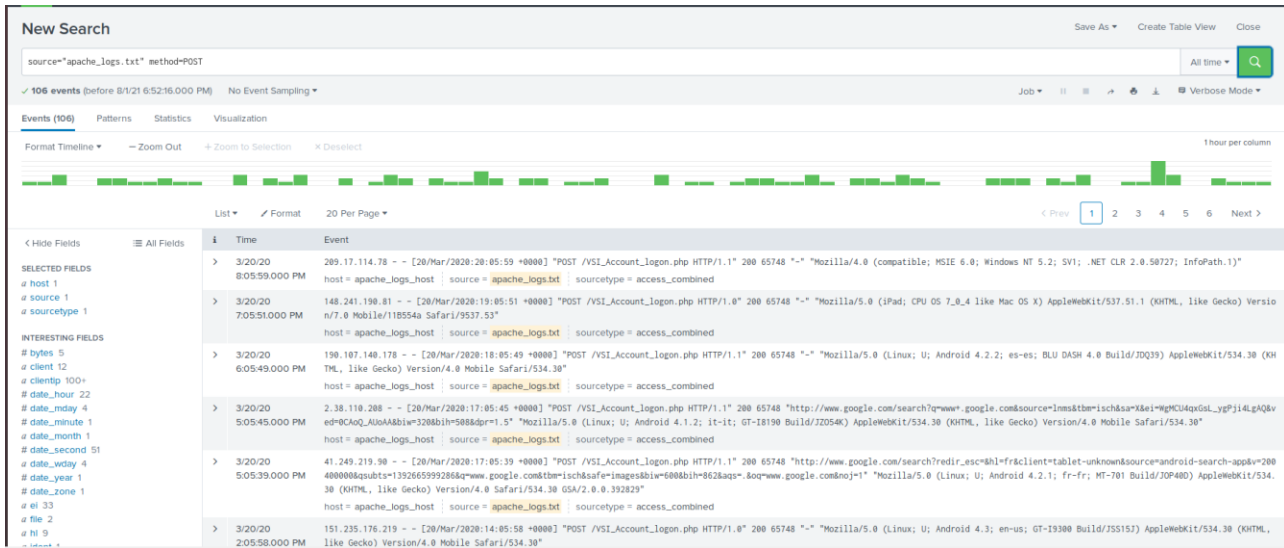 New Search
Save As ▾ Create Table View Close
source="apache_logs.txt" method=POST
All time ▾
✓ 106 events (before 8/1/21 6:52:16.000 PM) No Event Sampling ▾
Job ▾ Verbose Mode ▾
Events (106) Patterns Statistics Visualization
Format Timeline ▾ — Zoom Out + Zoom to Selection × Deselect
1 hour per column
List ▾ Format 20 Per Page ▾
< Prev 1 2 3 4 5 6 Next >
< Hide Fields All Fields
SELECTED FIELDS
a host 1
a source 1
a sourcetype 1
INTERESTING FIELDS
# bytes 5
a client 12
a clientip 100+
# date_hour 22
# date_mday 4
# date_minute 1
a date_month 1
# date_second 51
a date_wday 4
# date_year 1
# date_zone 1
a ei 33
a file 2
a hl 9
a ident 1
i Time Event
> 3/20/20
8:05:59.000 PM
209.17.114.78 - - [20/Mar/2020:20:05:59 +0000] "POST /VSI_Account_logon.php HTTP/1.1" 200 65748 "-" "Mozilla/4.0 (compatible; MSIE 6.0; Windows NT 5.2; SV1; .NET CLR 2.0.50727; InfoPath.1)"
host = apache_logs_host source = apache_logs.txt sourcetype = access_combined
> 3/20/20
7:05:51.000 PM
148.241.190.81 - - [20/Mar/2020:19:05:51 +0000] "POST /VSI_Account_logon.php HTTP/1.0" 200 65748 "-" "Mozilla/5.0 (iPad; CPU OS 7_0_4 like Mac OS X) AppleWebKit/537.51.1 (KHTML, like Gecko) Versio
n/7.0 Mobile/11B554a Safari/9537.53"
host = apache_logs_host source = apache_logs.txt sourcetype = access_combined
> 3/20/20
6:05:49.000 PM
190.107.140.178 - - [20/Mar/2020:18:05:49 +0000] "POST /VSI_Account_logon.php HTTP/1.1" 200 65748 "-" "Mozilla/5.0 (Linux; U; Android 4.2.2; es-es; BLU DASH 4.0 Build/JDQ39) AppleWebKit/534.30 (KH
TML, like Gecko) Version/4.0 Mobile Safari/534.30"
host = apache_logs_host source = apache_logs.txt sourcetype = access_combined
> 3/20/20
5:05:45.000 PM
2.38.110.208 - - [20/Mar/2020:17:05:45 +0000] "POST /VSI_Account_logon.php HTTP/1.1" 200 65748 "http://www.google.com/search?q=www+.google.com&source=lnms&tbm=isch&sa=X&ei=WgMCU4qxGsL_ygPji4LgAQ&v
ed=0CAoQ_AUoAA&biw=320&bih=508&dpr=1.5" "Mozilla/5.0 (Linux; U; Android 4.1.2; it-it; GT-I8190 Build/JZO54K) AppleWebKit/534.30 (KHTML, like Gecko) Version/4.0 Mobile Safari/534.30"
host = apache_logs_host source = apache_logs.txt sourcetype = access_combined
> 3/20/20
5:05:39.000 PM
41.249.219.90 - - [20/Mar/2020:17:05:39 +0000] "POST /VSI_Account_logon.php HTTP/1.1" 200 65748 "http://www.google.com/search?redir_esc=&hl=fr&client=tablet-unknown&source=android-search-app&v=200
400000&qsubts=1392665999286&q=www.google.com&tbm=isch&safe=images&biw=600&bih=862&aqs=.&oq=www.google.com&noj=1" "Mozilla/5.0 (Linux; U; Android 4.2.1; fr-fr; MT-701 Build/JOP40D) AppleWebKit/534.
30 (KHTML, like Gecko) Version/4.0 Safari/534.30 GSA/2.0.0.392829"
host = apache_logs_host source = apache_logs.txt sourcetype = access_combined
> 3/20/20
2:05:58.000 PM
151.235.176.219 - - [20/Mar/2020:14:05:58 +0000] "POST /VSI_Account_logon.php HTTP/1.0" 200 65748 "-" "Mozilla/5.0 (Linux; U; Android 4.3; en-us; GT-I9300 Build/JSS15J) AppleWebKit/534.30 (KHTML,
like Gecko) Version/4.0 Mobile Safari/534.30"